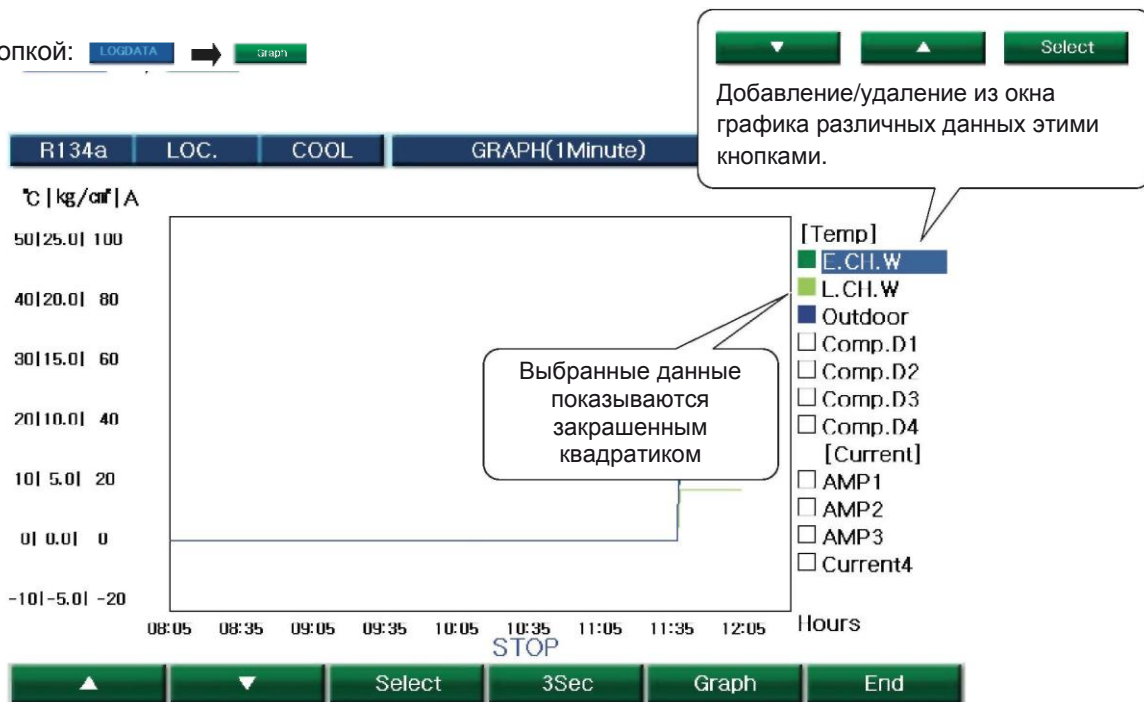 опкой: LOGDATA Graph
Select
Добавление/удаление из окна
графика различных данных этими
кнопками.
R134a LOC. COOL GRAPH(1Minute)
℃ | kg/㎠ | A
50|25.0| 100
40|20.0| 80
30|15.0| 60
20|10.0| 40
10| 5.0| 20
0| 0.0| 0
-10|-5.0| -20
[Temp]
E.CH.W
L.CH.W
Outdoor
Comp.D1
Comp.D2
Comp.D3
Comp.D4
[Current]
AMP1
AMP2
AMP3
Current4
Выбранные данные
показываются
закрашенным
квадратиком
08:05 08:35 09:05 09:35 10:05 10:35 11:05 11:35 12:05 Hours
STOP
Select 3Sec Graph End